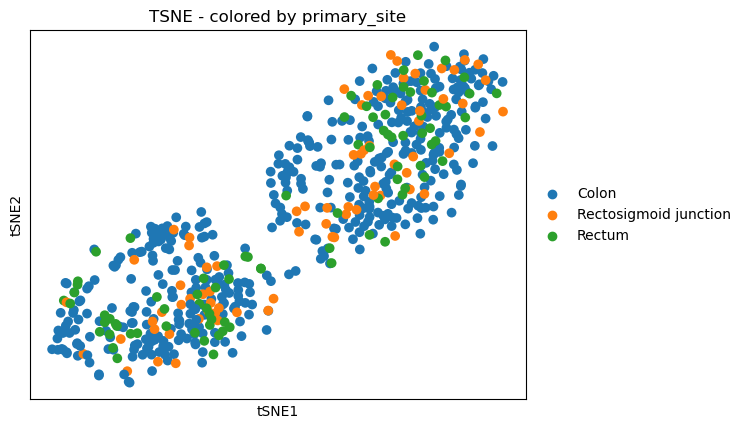 TSNE - colored by primary_site
tSNE2
Colon
Rectosigmoid junction
Rectum
tSNE1